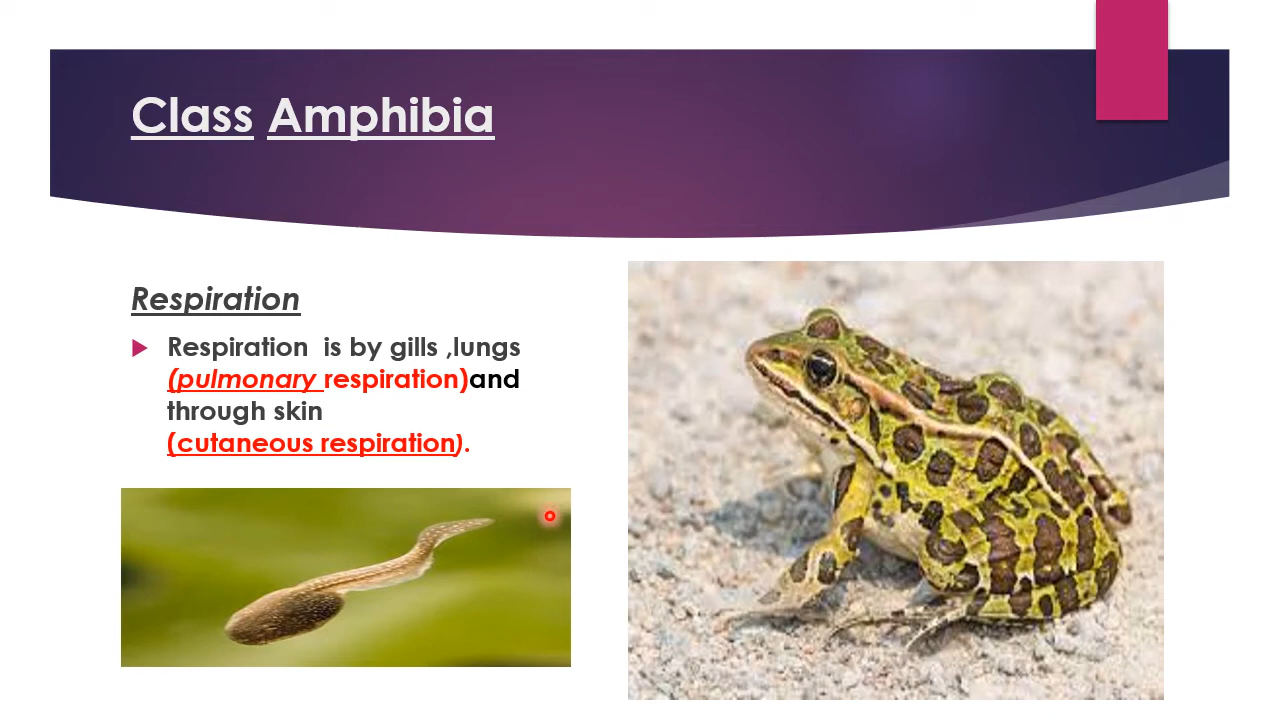 Class Amphibia
Respiration
Respiration  is by gills ,lungs
(pulmonary respiration)and
through skin
(cutaneous respiration).